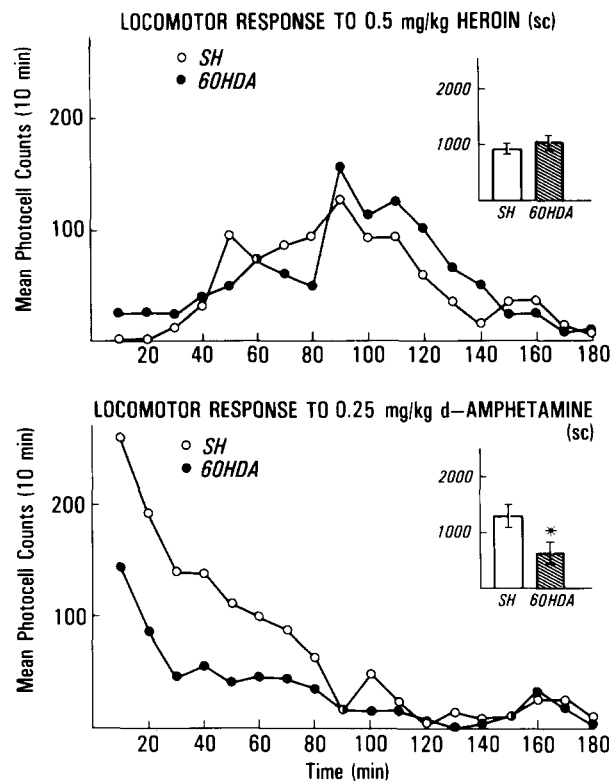 LOCOMOTOR RESPONSE TO 0.5 mg/kg HEROIN (sc)
SH
6OHDA
Mean Photocell Counts (10 min)
200
100
2000
1000
SH 6OHDA
20 40 60 80 100 120 140 160 180
LOCOMOTOR RESPONSE TO 0.25 mg/kg d-AMPHETAMINE
(sc)
SH
6OHDA
Mean Photocell Counts (10 min)
200
100
2000
1000
*
SH 6OHDA
20 40 60 80 100 120 140 160 180
Time (min)